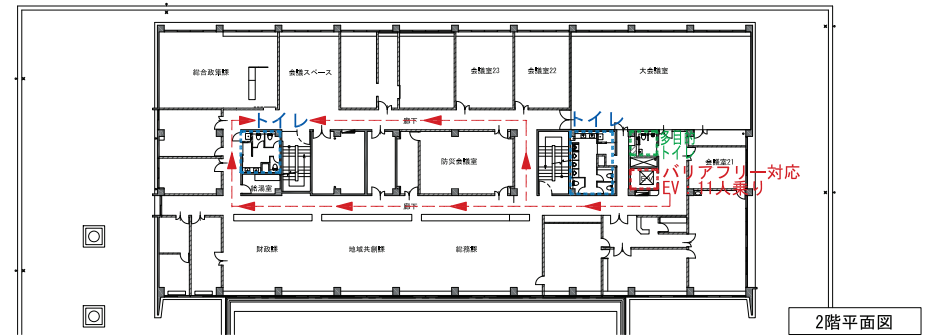 総合政策課
会議スペース
会議室23
会議室22
大会議室
トイレ
廊下
トイレ
多目的
トイレ
防災会議室
会議室21
バリアフリー対応
EV 11人乗り
給湯室
廊下
財政課
地域共創課
総務課
2階平面図